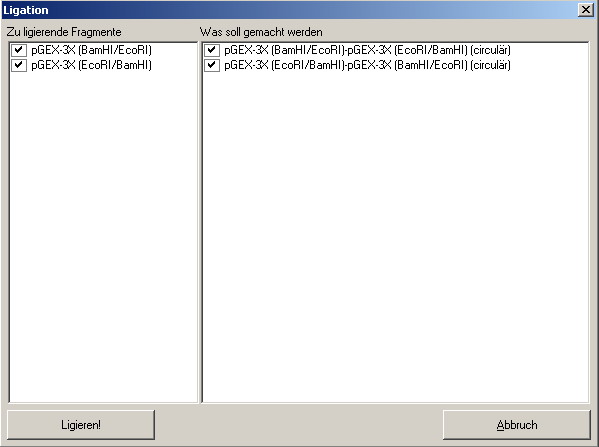 Ligation
Zu ligierende Fragmente
Was soll gemacht werden
pGEX-3X (BamHI/EcoRI)
pGEX-3X (EcoRI/BamHI)
pGEX-3X (BamHI/EcoRI)-pGEX-3X (EcoRI/BamHI) (circulär)
pGEX-3X (EcoRI/BamHI)-pGEX-3X (BamHI/EcoRI) (circulär)
Ligieren!
Abbruch